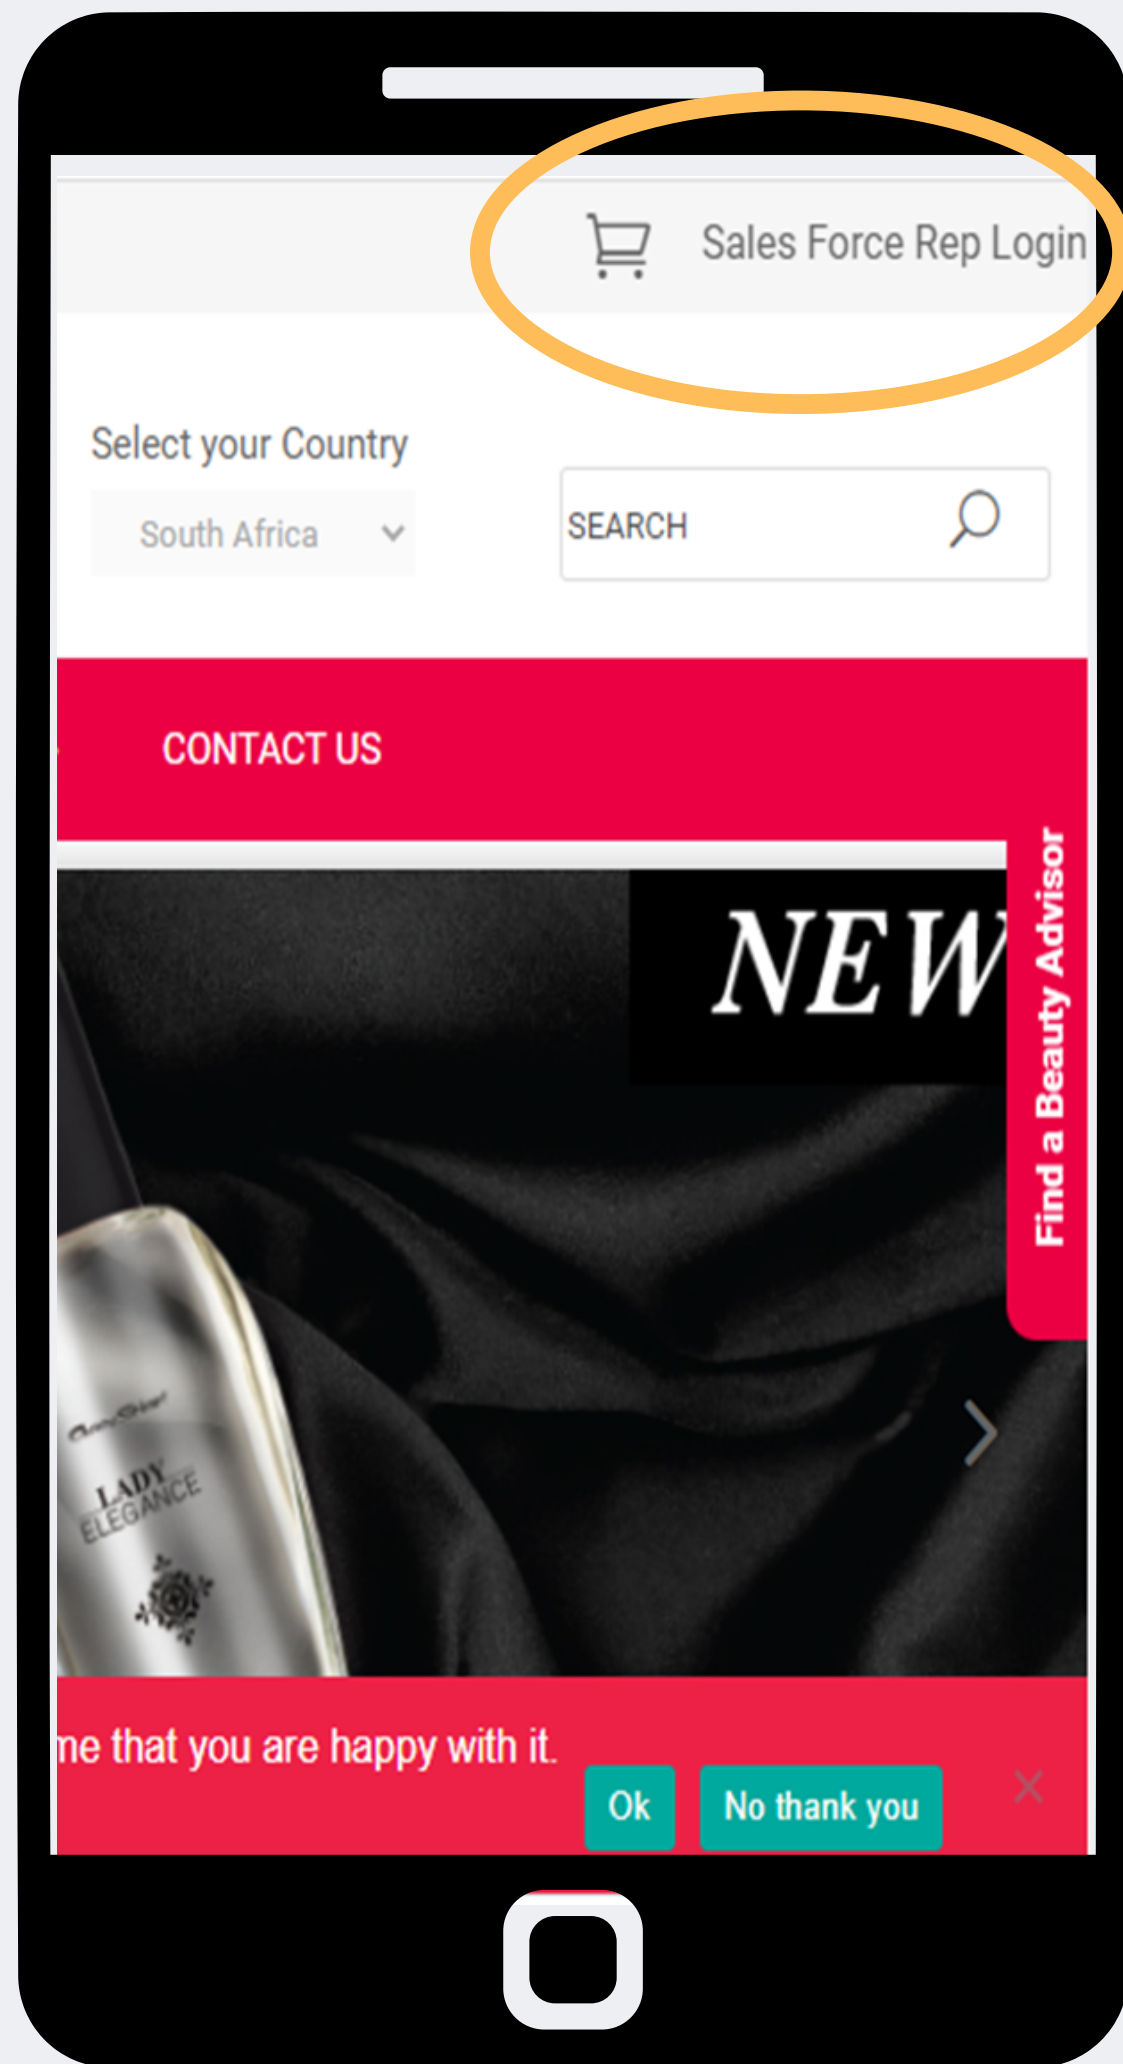 Sales Force Rep Login
Select your Country
South Africa
SEARCH
CONTACT US
NEW
Find a Beauty Advisor
LADY
ELEGANCE
me that you are happy with it.
Ok
No thank you